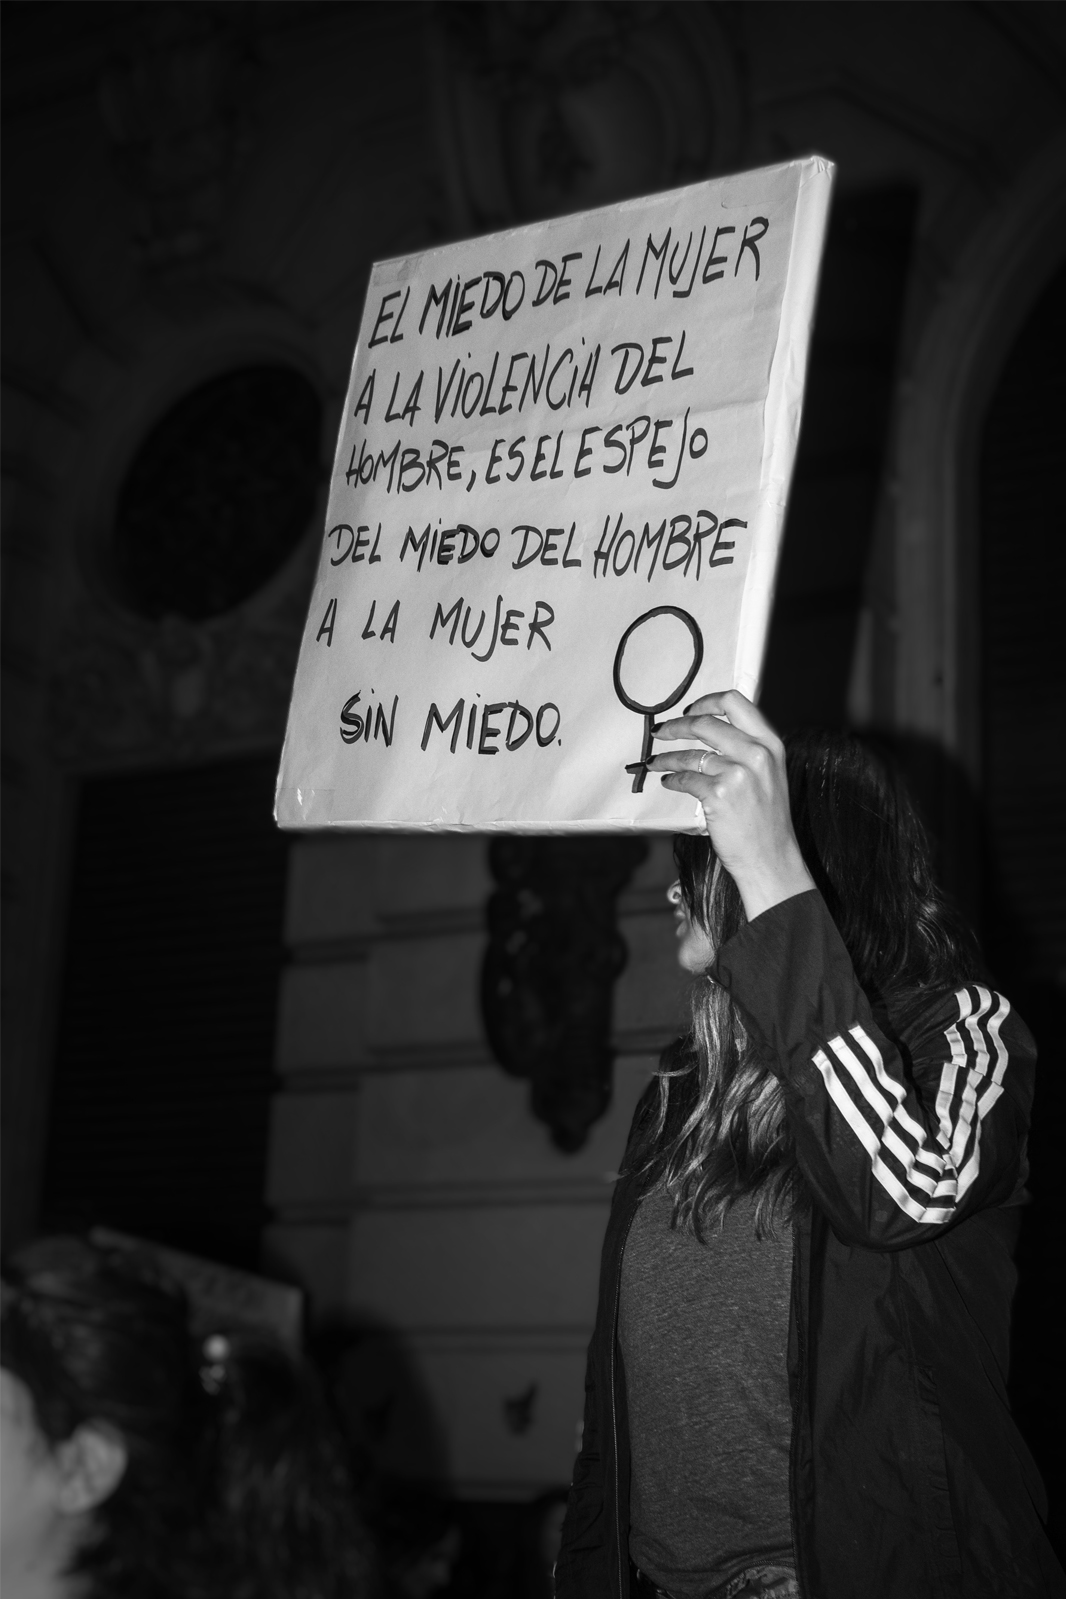 EL MIEDO DE LA MUJER
A LA VIOLENCIA DEL
HOMBRE, ES EL ESPEJO
DEL MIEDO DEL HOMBRE
A LA MUJER
SIN MIEDO.